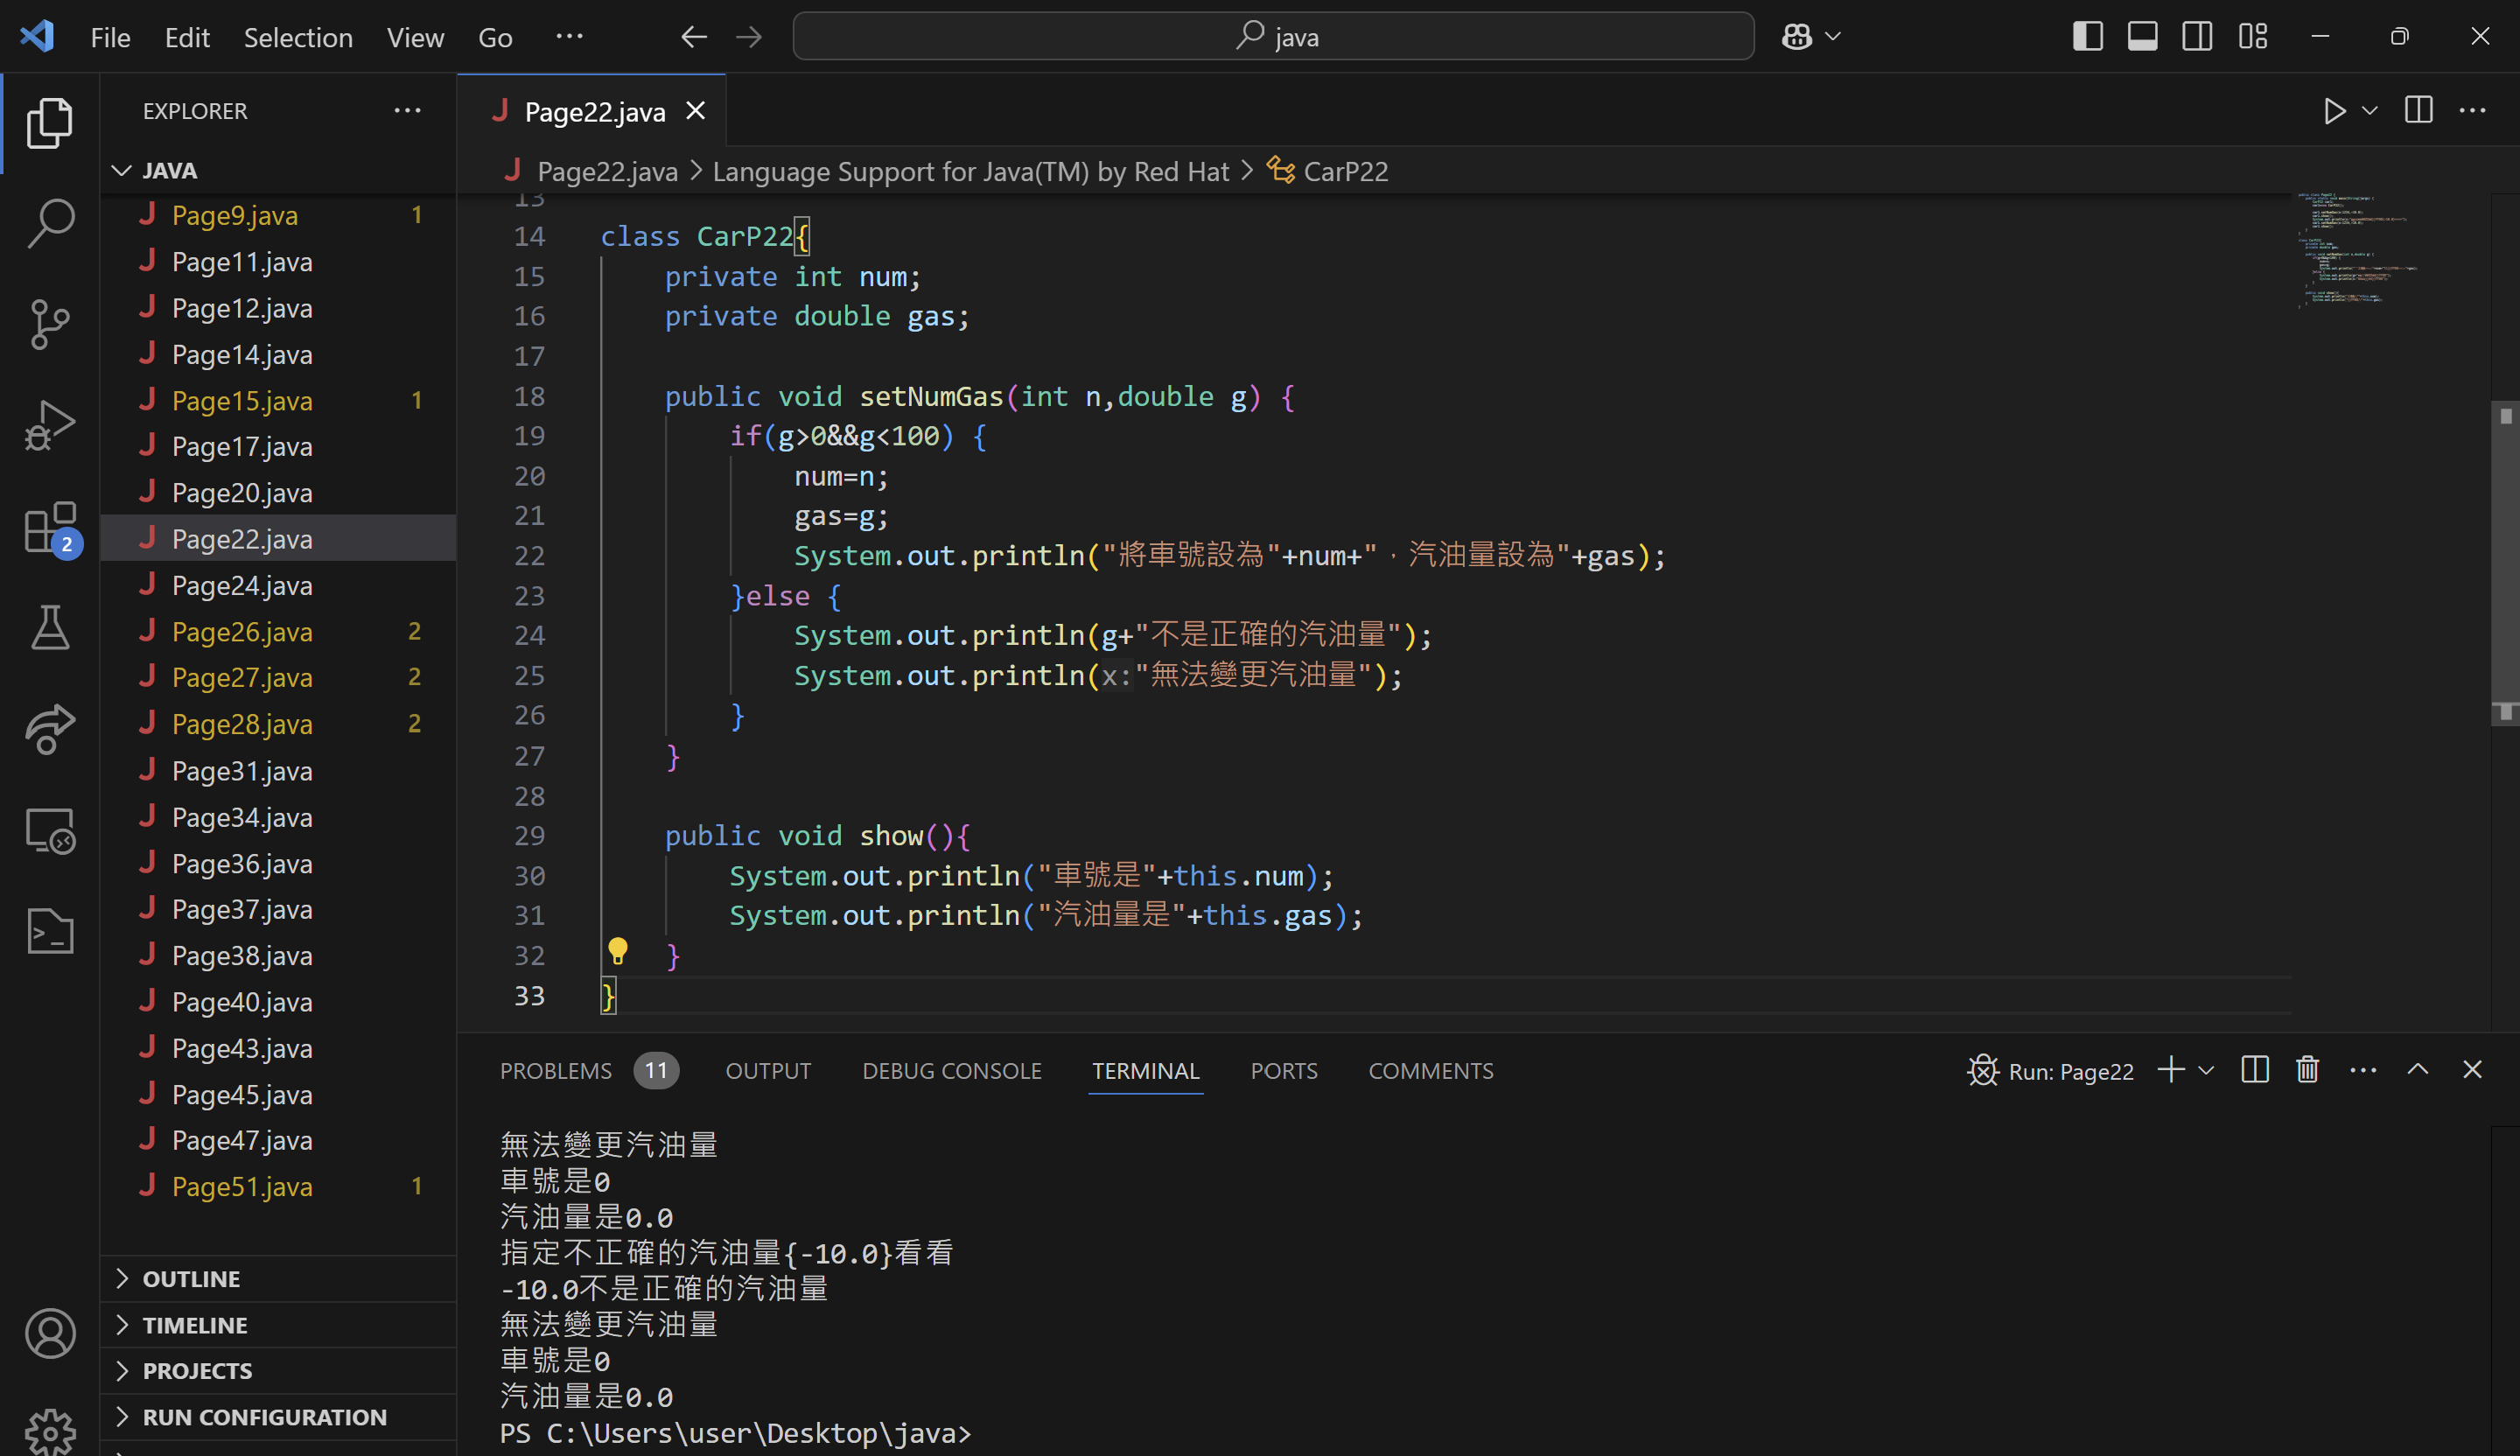 File Edit Selection View Go ··· java
EXPLORER ···
JAVA
Page9.java 1
Page11.java
Page12.java
Page14.java
Page15.java 1
Page17.java
Page20.java
Page22.java
Page24.java
Page26.java 2
Page27.java 2
Page28.java 2
Page31.java
Page34.java
Page36.java
Page37.java
Page38.java
Page40.java
Page43.java
Page45.java
Page47.java
Page51.java 1
OUTLINE
TIMELINE
PROJECTS
RUN CONFIGURATION
2
Page22.java
Page22.java > Language Support for Java(TM) by Red Hat > CarP22
13
14 class CarP22{
15 private int num;
16 private double gas;
17
18 public void setNumGas(int n,double g) {
19 if(g>0&&g<100) {
20 num=n;
21 gas=g;
22 System.out.println("將車號設為"+num+"，汽油量設為"+gas);
23 }else {
24 System.out.println(g+"不是正確的汽油量");
25 System.out.println(x:"無法變更汽油量");
26 }
27 }
28
29 public void show(){
30 System.out.println("車號是"+this.num);
31 System.out.println("汽油量是"+this.gas);
32 }
33 }
PROBLEMS 11 OUTPUT DEBUG CONSOLE TERMINAL PORTS COMMENTS Run: Page22
無法變更汽油量
車號是0
汽油量是0.0
指定不正確的汽油量{-10.0}看看
-10.0不是正確的汽油量
無法變更汽油量
車號是0
汽油量是0.0
PS C:\Users\user\Desktop\java>